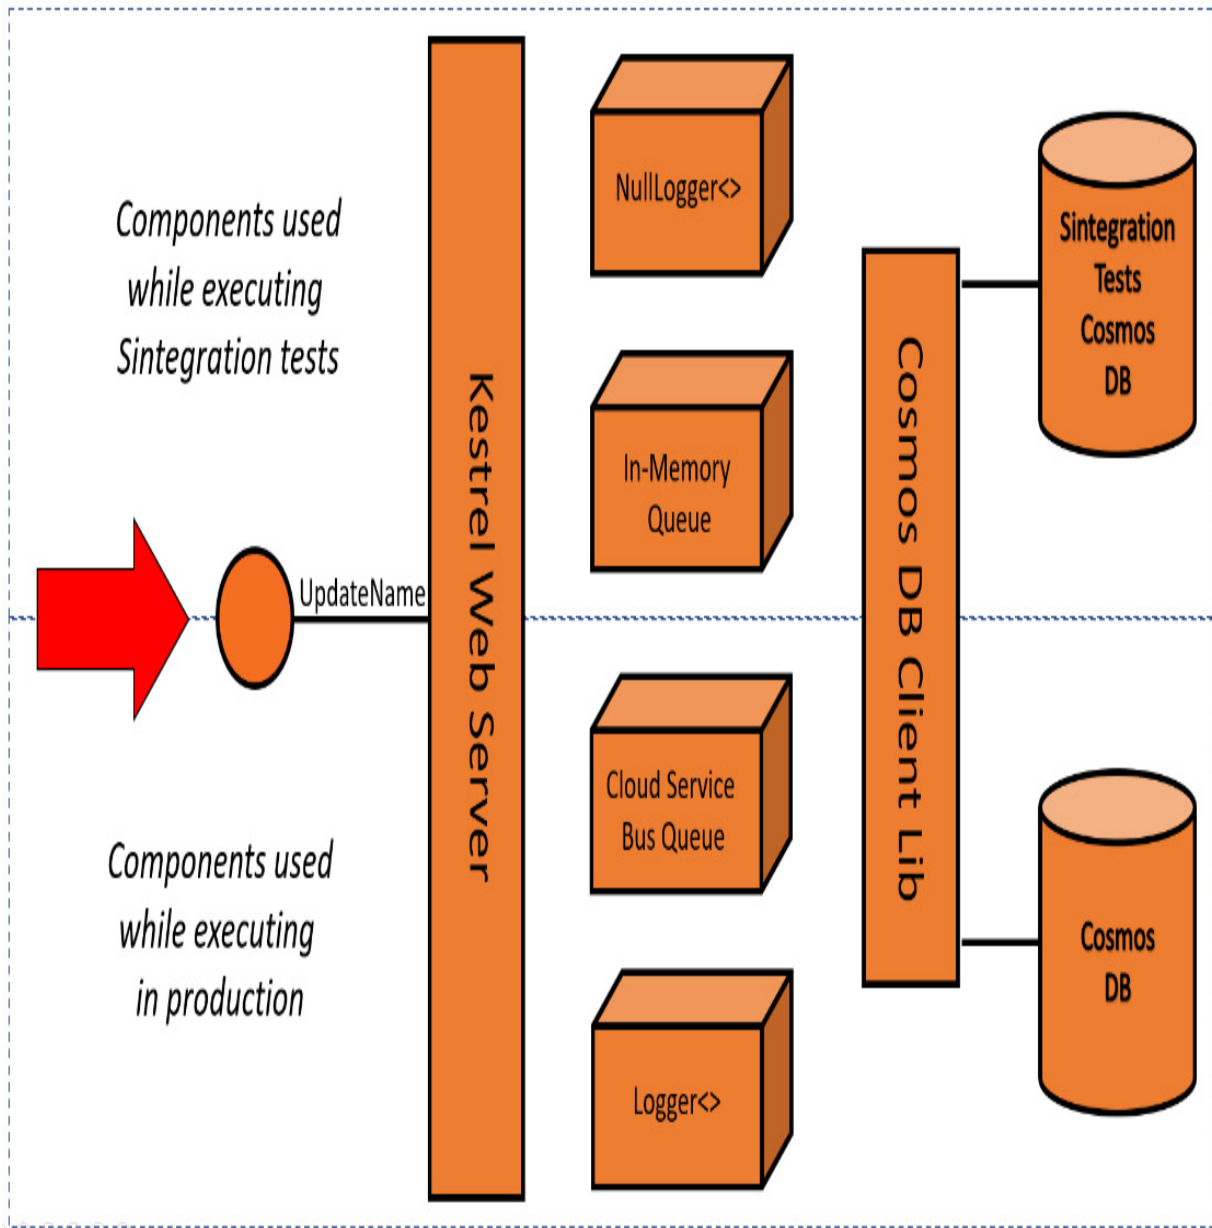 Components used
while executing
Sintegration tests
UpdateName
Components used
while executing
in production
Kestrel Web Server
NullLogger<>
In-Memory
Queue
Cloud Service
Bus Queue
Logger<>
Cosmos DB Client Lib
Sintegration
Tests
Cosmos
DB
Cosmos
DB